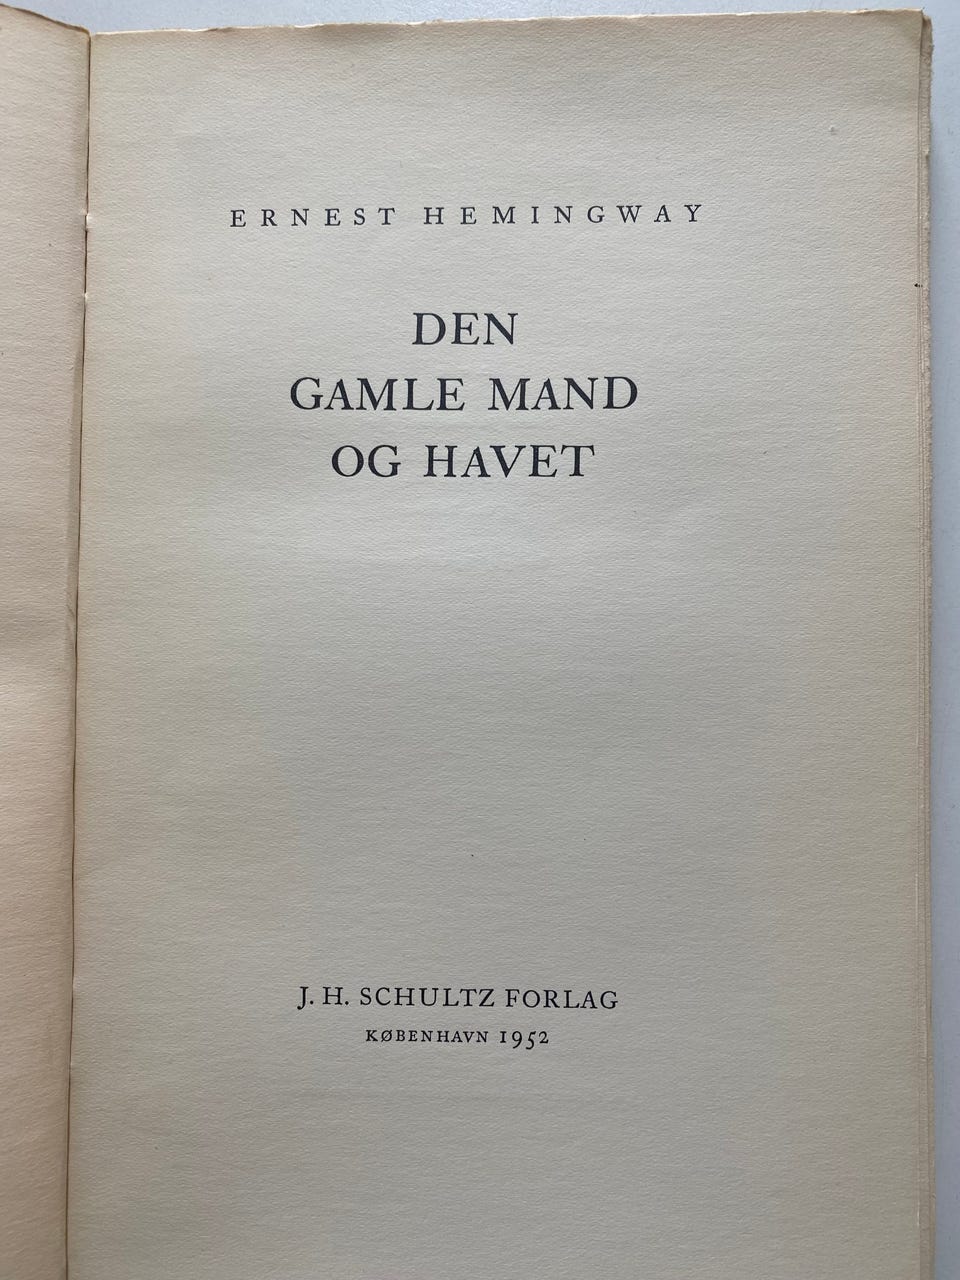 ERNEST HEMINGWAY
DEN
GAMLE MAND
OG HAVET
J. H. SCHULTZ FORLAG
KØBENHAVN 1952